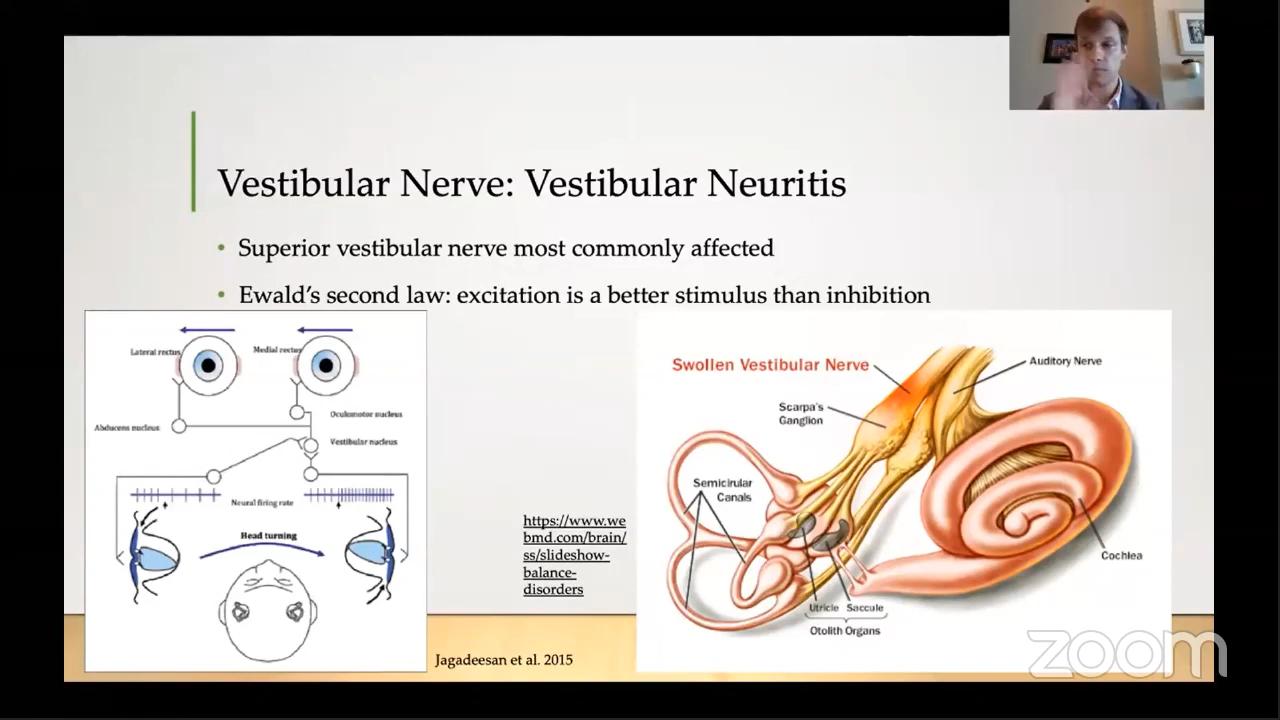 Vestibular Nerve: Vestibular Neuritis
• Superior vestibular nerve most commonly affected
• Ewald's second law: excitation is a better stimulus than inhibition
Lateral rectus
Medial rectus
Oculomotor nucleus
Abducens nucleus
Vestibular nucleus
Neural firing rate
Head turning
https://www.we
bmd.com/brain/
ss/slideshow-
balance-
disorders
Jagadeesan et al. 2015
Swollen Vestibular Nerve
Auditory Nerve
Scarpa's
Ganglion
Semicirular
Canals
Cochlea
Utricle Saccule
Otolith Organs
zoom